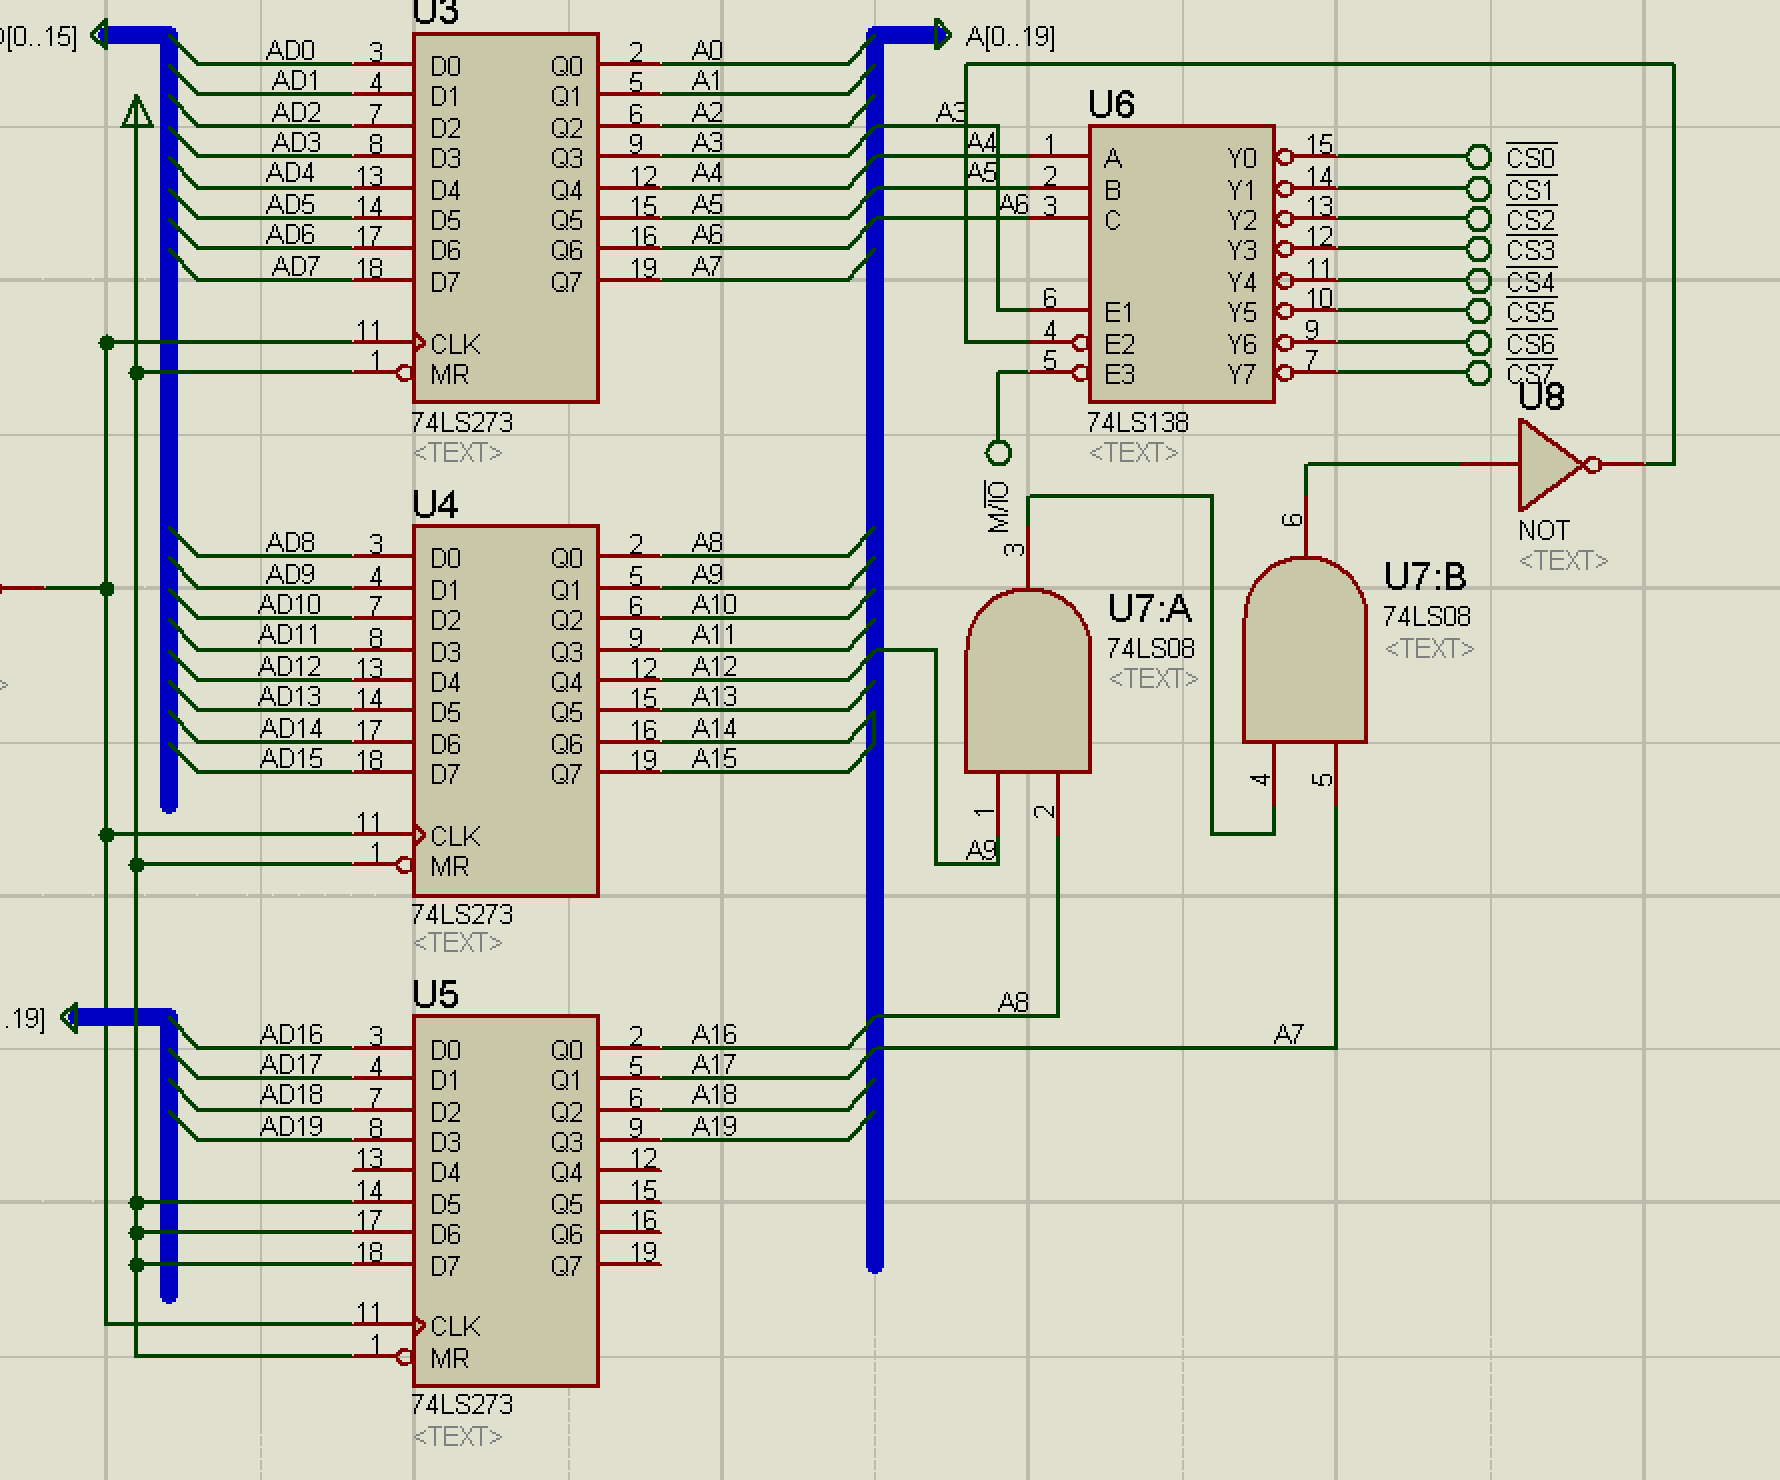 U3
[0..15]
AD0 3 D0 Q0 2 A0
AD1 4 D1 Q1 5 A1
AD2 7 D2 Q2 6 A2
AD3 8 D3 Q3 9 A3
AD4 13 D4 Q4 12 A4
AD5 14 D5 Q5 15 A5
AD6 17 D6 Q6 16 A6
AD7 18 D7 Q7 19 A7
11 CLK
1 MR
74LS273
<TEXT>
A[0..19]
A3
A4
A5
A6
U6
1 A Y0 15 CS0
2 B Y1 14 CS1
3 C Y2 13 CS2
Y3 12 CS3
Y4 11 CS4
6 E1 Y5 10 CS5
4 E2 Y6 9 CS6
5 E3 Y7 7 CS7
74LS138
<TEXT>
M/IO
U8
NOT
<TEXT>
U4
AD8 3 D0 Q0 2 A8
AD9 4 D1 Q1 5 A9
AD10 7 D2 Q2 6 A10
AD11 8 D3 Q3 9 A11
AD12 13 D4 Q4 12 A12
AD13 14 D5 Q5 15 A13
AD14 17 D6 Q6 16 A14
AD15 18 D7 Q7 19 A15
11 CLK
1 MR
74LS273
<TEXT>
3
U7:A
74LS08
<TEXT>
1
2
A9
6
U7:B
74LS08
<TEXT>
4
5
A8
A7
U5
.19]
AD16 3 D0 Q0 2 A16
AD17 4 D1 Q1 5 A17
AD18 7 D2 Q2 6 A18
AD19 8 D3 Q3 9 A19
13 D4 Q4 12
14 D5 Q5 15
17 D6 Q6 16
18 D7 Q7 19
11 CLK
1 MR
74LS273
<TEXT>